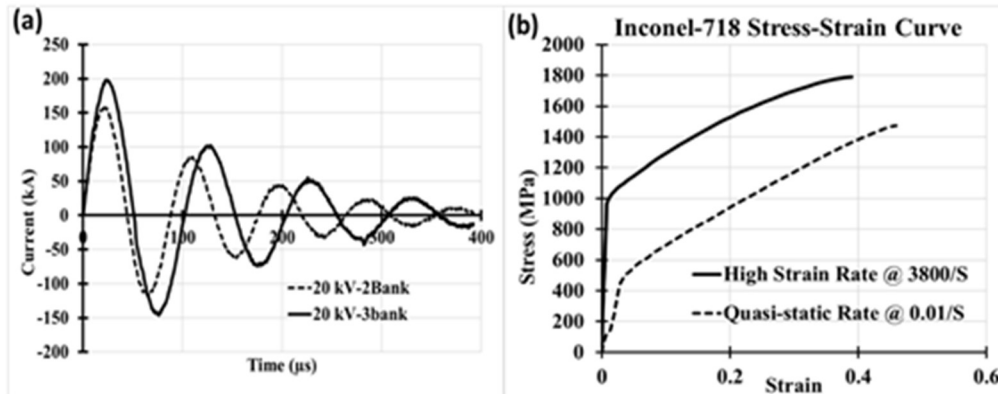 (a)
250
200
150
100
50
0
-50
-100
-150
-200
Current (kA)
0
100
200
300
400
20 kV-2Bank
20 kV-3bank
Time (µs)
(b)
Inconel-718 Stress-Strain Curve
2000
1800
1600
1400
1200
1000
800
600
400
200
0
Stress (MPa)
High Strain Rate @ 3800/S
Quasi-static Rate @ 0.01/S
0
0.2
0.4
0.6
Strain